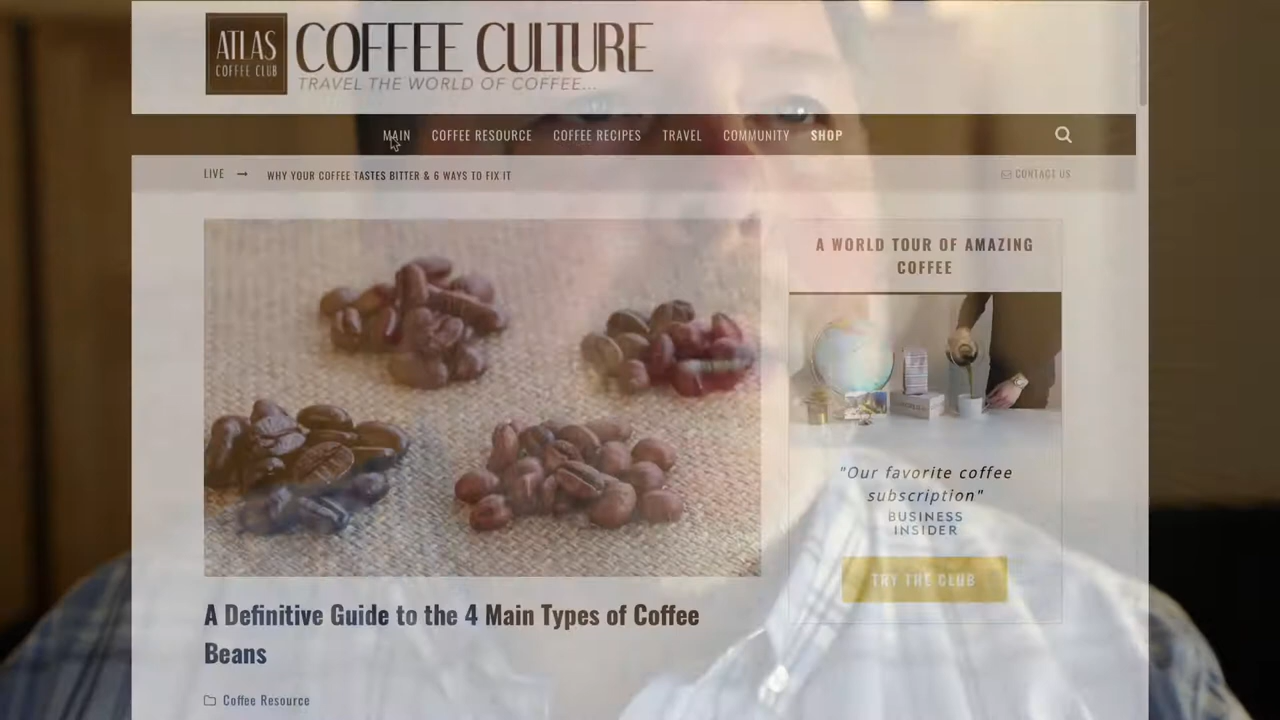 ATLAS
COFFEE CLUB
COFFEE CULTURE
TRAVEL THE WORLD OF COFFEE...
MAIN COFFEE RESOURCE COFFEE RECIPES TRAVEL COMMUNITY SHOP
LIVE → WHY YOUR COFFEE TASTES BITTER & 6 WAYS TO FIX IT CONTACT US
A WORLD TOUR OF AMAZING
COFFEE
"Our favorite coffee
subscription"
BUSINESS
INSIDER
TRY THE CLUB
A Definitive Guide to the 4 Main Types of Coffee
Beans
Coffee Resource